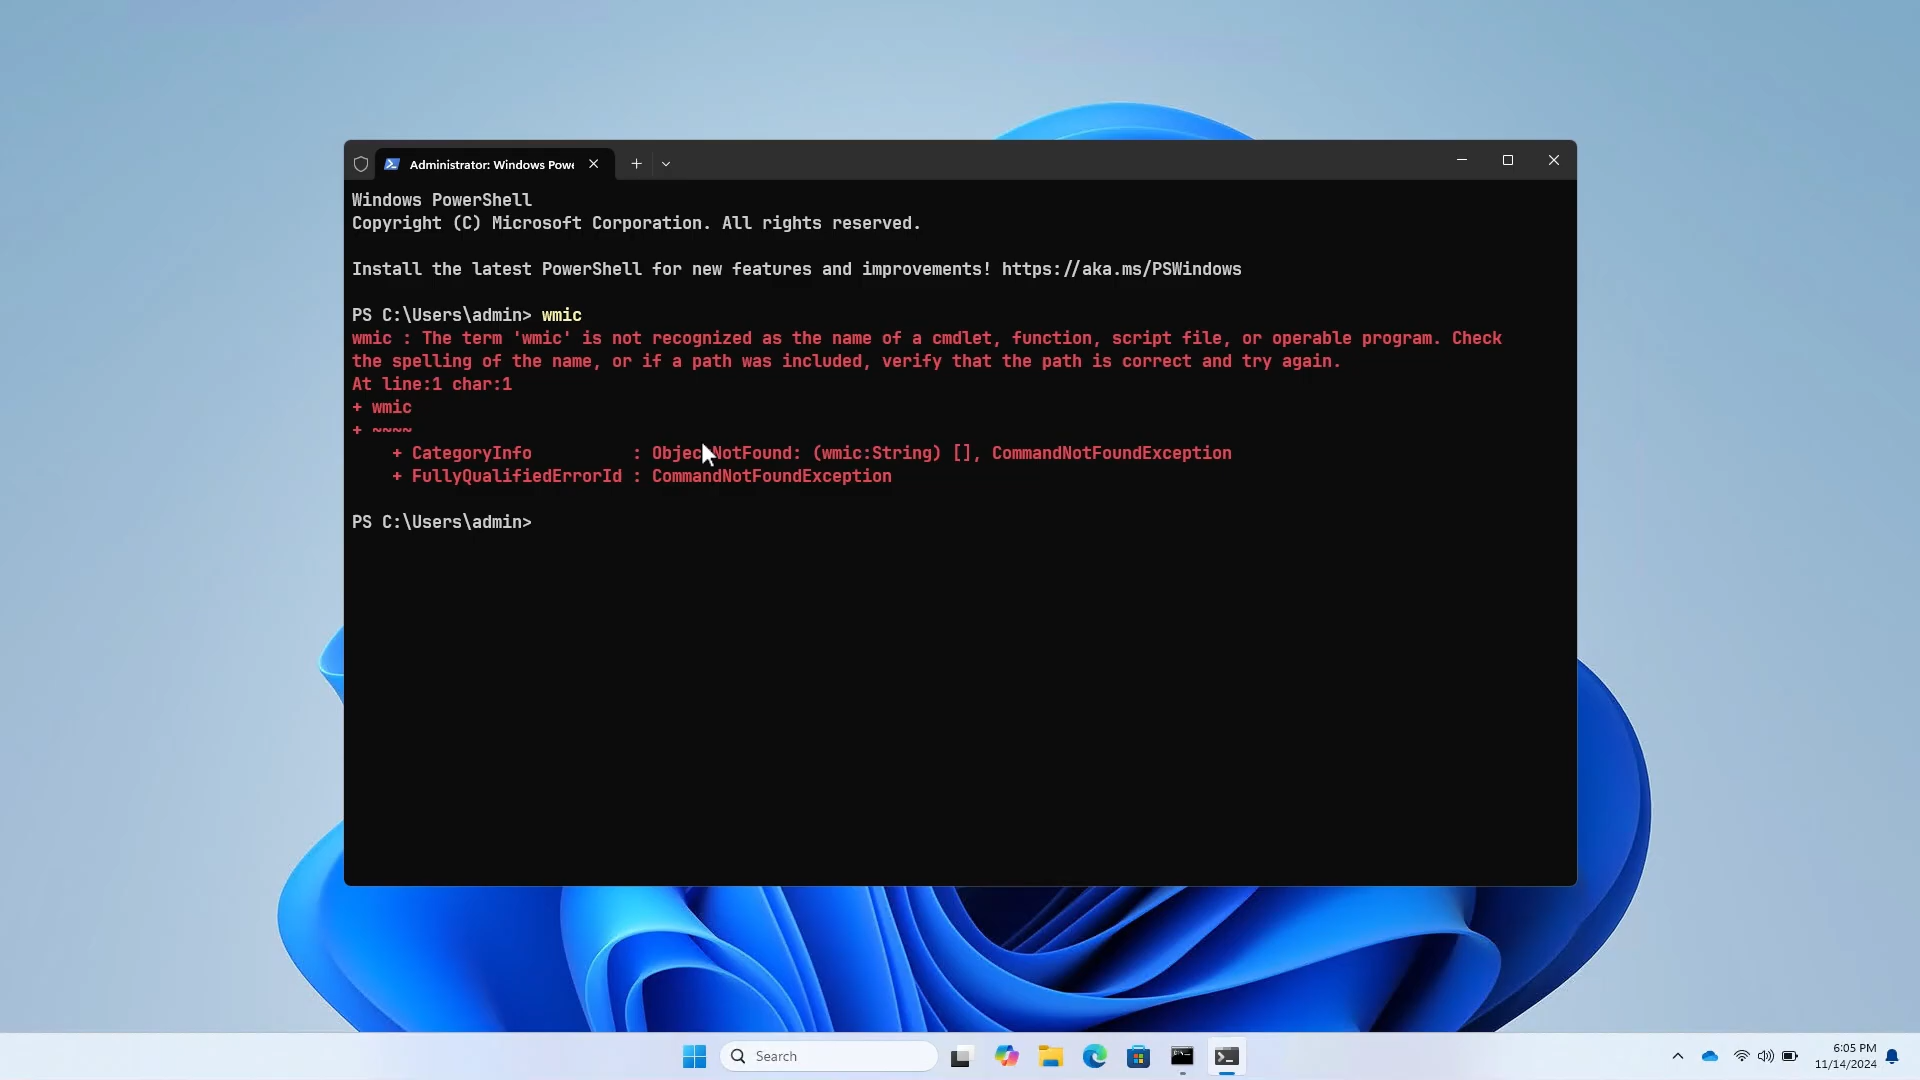 Administrator: Windows Powe
Windows PowerShell
Copyright (C) Microsoft Corporation. All rights reserved.
Install the latest PowerShell for new features and improvements! https://aka.ms/PSWindows
PS C:\Users\admin> wmic
wmic : The term 'wmic' is not recognized as the name of a cmdlet, function, script file, or operable program. Check
the spelling of the name, or if a path was included, verify that the path is correct and try again.
At line:1 char:1
+ wmic
+ ~~~~
    + CategoryInfo          : ObjectNotFound: (wmic:String) [], CommandNotFoundException
    + FullyQualifiedErrorId : CommandNotFoundException
PS C:\Users\admin>
Search
6:05 PM
11/14/2024